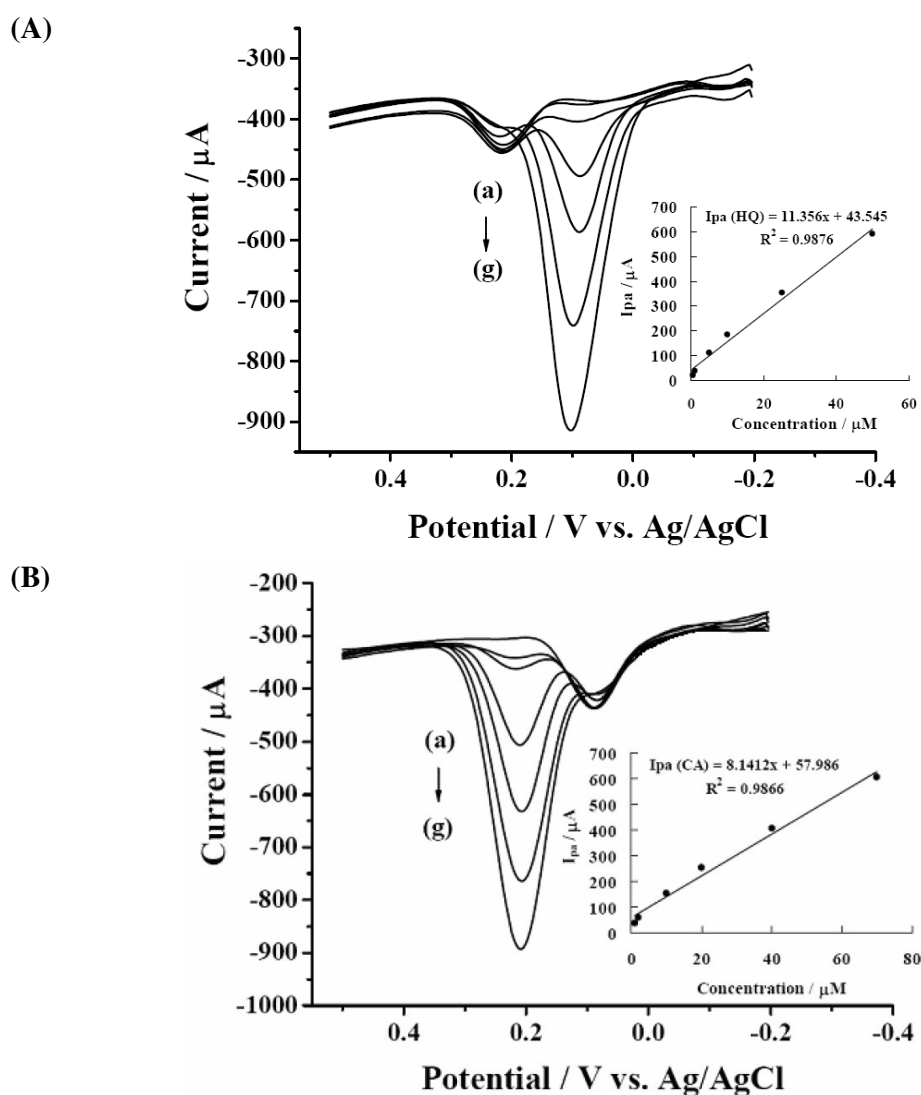 (A)
-300
-400
-500
-600
-700
-800
-900
Current / μA
(a)
(g)
0.4 0.2 0.0 -0.2 -0.4
Potential / V vs. Ag/AgCl
Ipa (HQ) = 11.356x + 43.545
R² = 0.9876
700
600
500
400
300
200
100
0
Ipa / μA
0 20 40 60
Concentration / μM
(B)
-200
-300
-400
-500
-600
-700
-800
-900
-1000
Current / μA
(a)
(g)
0.4 0.2 0.0 -0.2 -0.4
Potential / V vs. Ag/AgCl
Ipa (CA) = 8.1412x + 57.986
R² = 0.9866
700
600
500
400
300
200
100
0
Ipa / μA
0 20 40 60 80
Concentration / μM